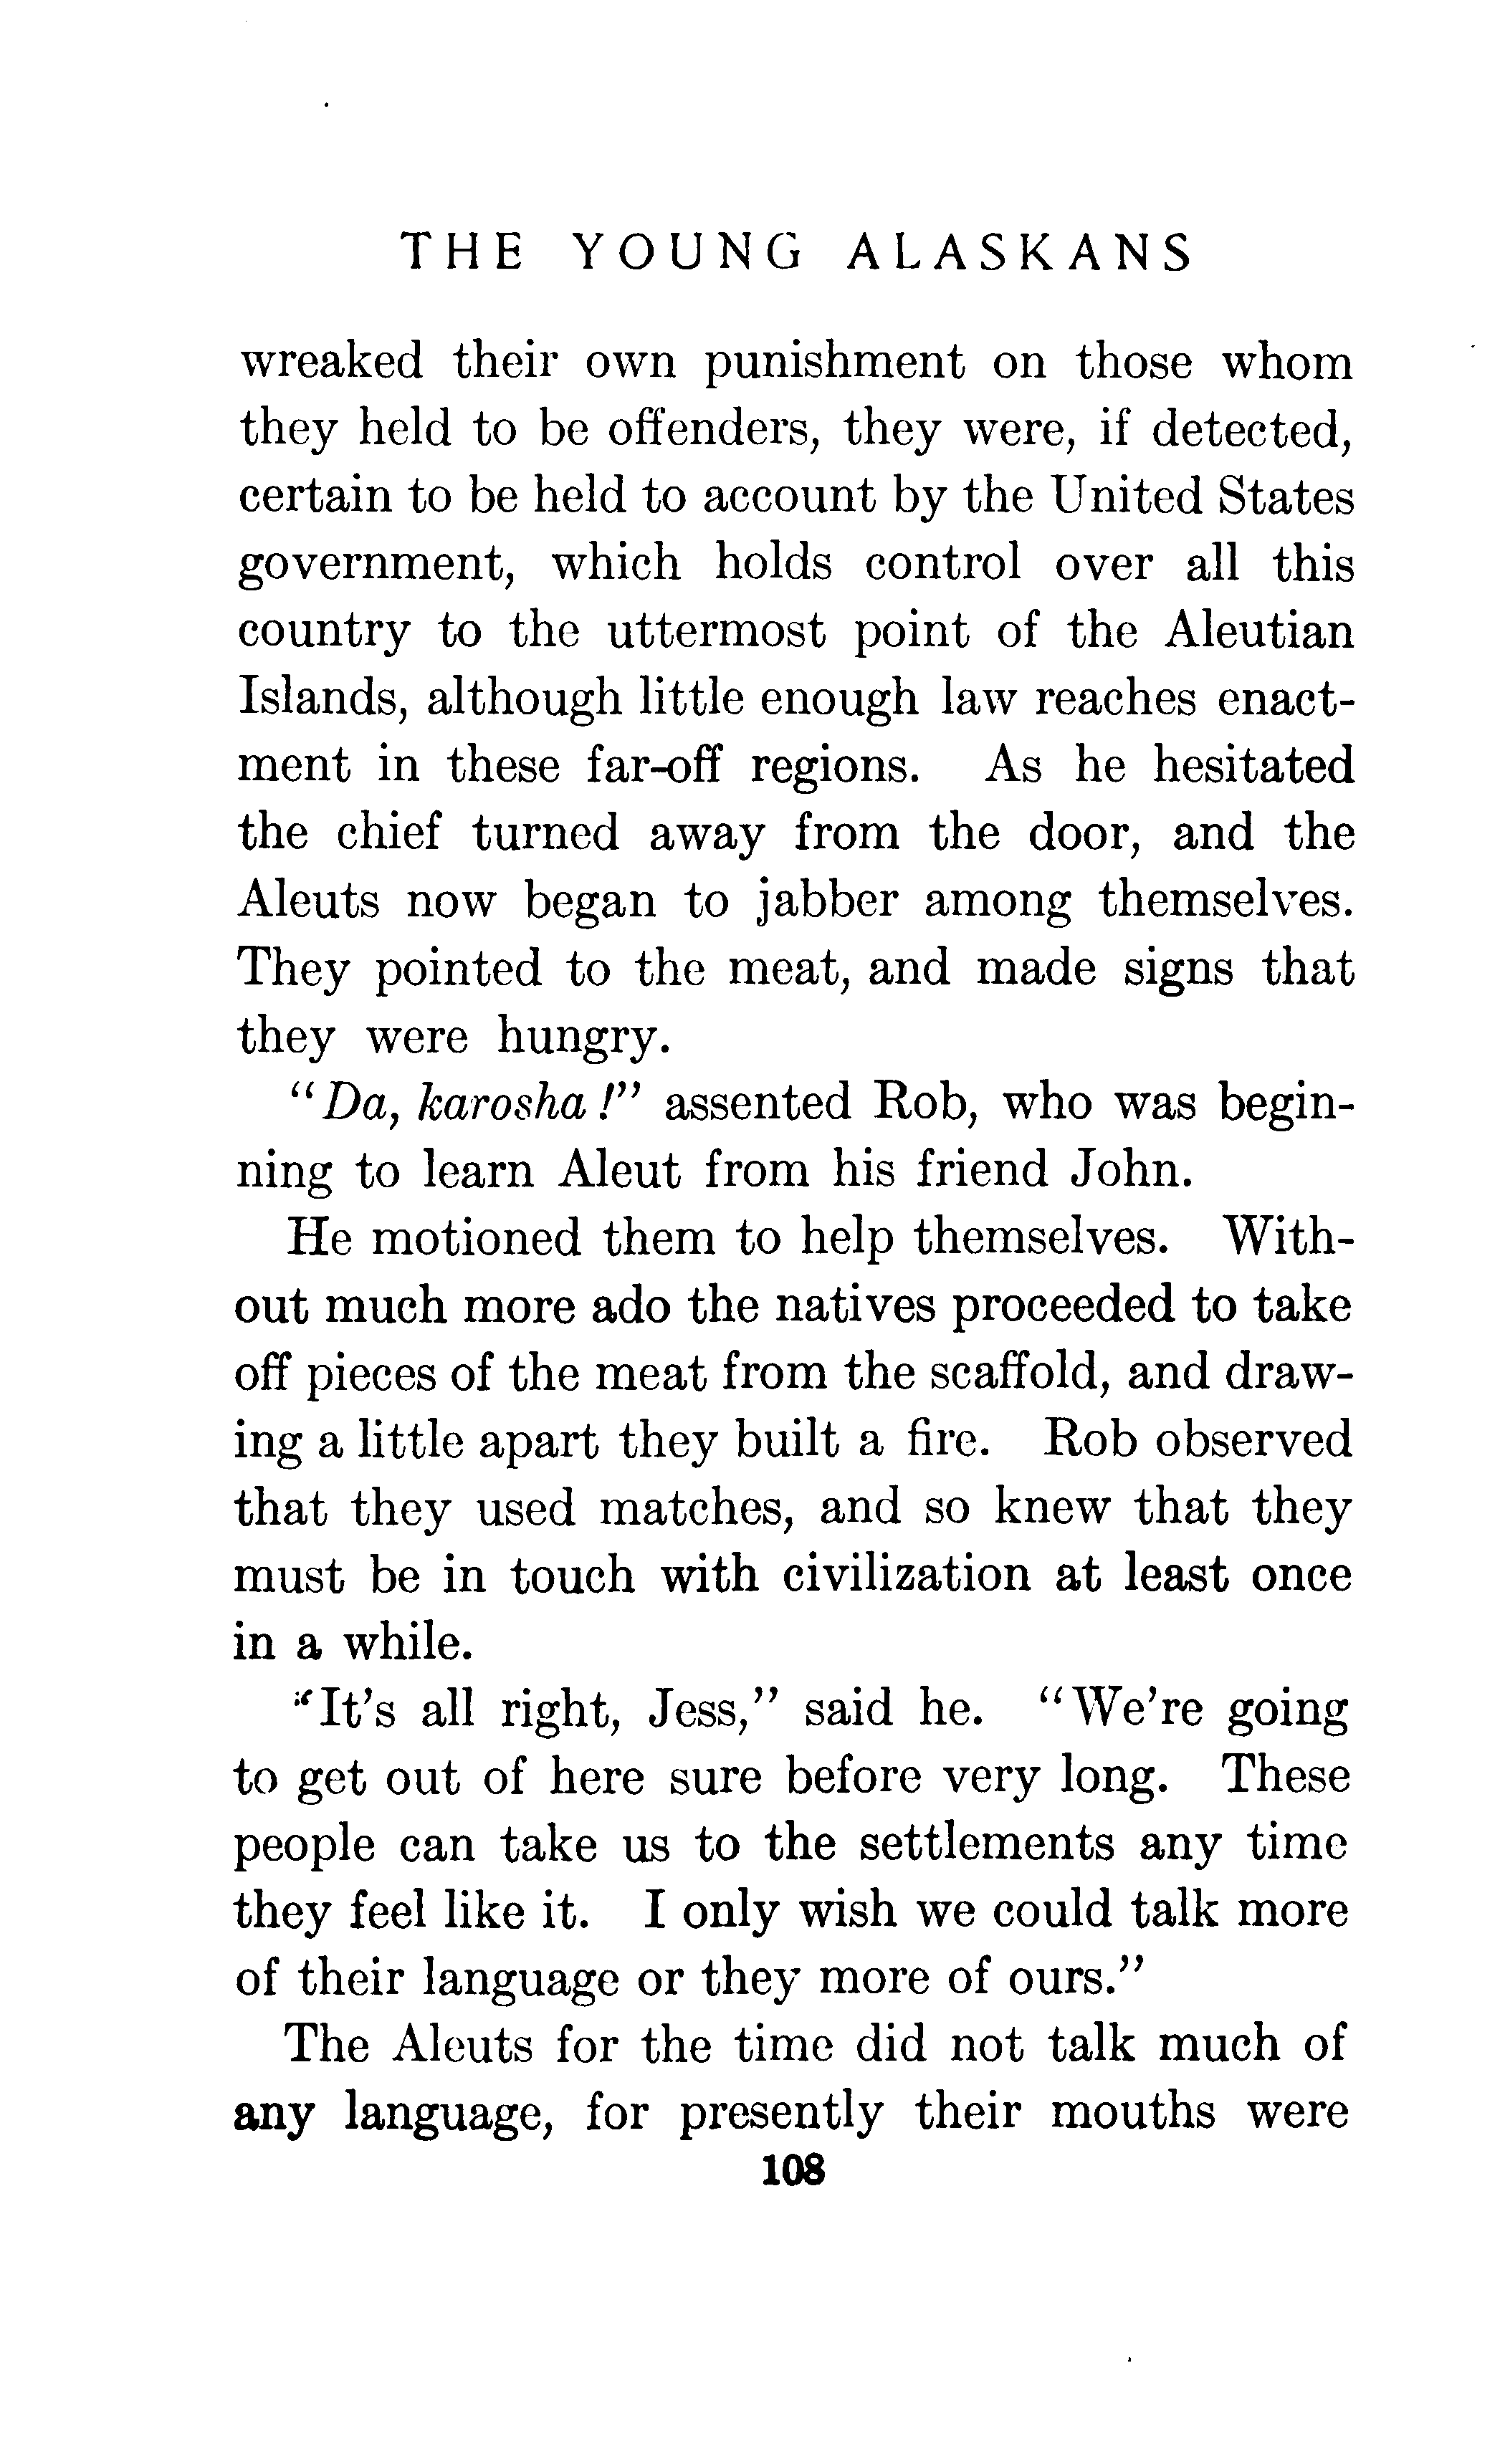 THE YOUNG ALASKANS
wreaked their own punishment on those whom
they held to be offenders, they were, if detected,
certain to be held to account by the United States
government, which holds control over all this
country to the uttermost point of the Aleutian
Islands, although little enough law reaches enact-
ment in these far-off regions. As he hesitated
the chief turned away from the door, and the
Aleuts now began to jabber among themselves.
They pointed to the meat, and made signs that
they were hungry.
"Da, karosha!" assented Rob, who was begin-
ning to learn Aleut from his friend John.
He motioned them to help themselves. With-
out much more ado the natives proceeded to take
off pieces of the meat from the scaffold, and draw-
ing a little apart they built a fire. Rob observed
that they used matches, and so knew that they
must be in touch with civilization at least once
in a while.
"It's all right, Jess," said he. "We're going
to get out of here sure before very long. These
people can take us to the settlements any time
they feel like it. I only wish we could talk more
of their language or they more of ours."
The Aleuts for the time did not talk much of
any language, for presently their mouths were
108